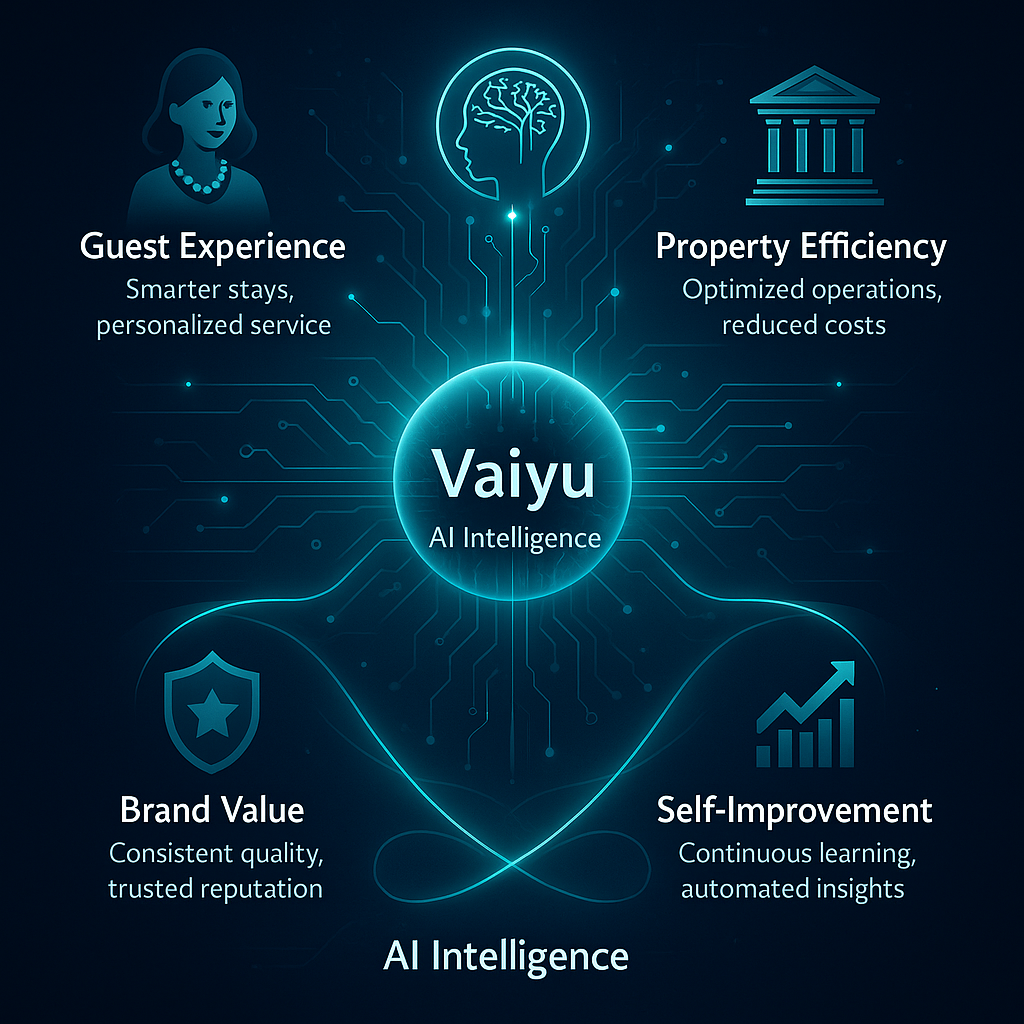 Guest Experience
Smarter stays,
personalized service
Property Efficiency
Optimized operations,
reduced costs
Vaiyu
AI Intelligence
Brand Value
Consistent quality,
trusted reputation
Self-Improvement
Continuous learning,
automated insights
AI Intelligence